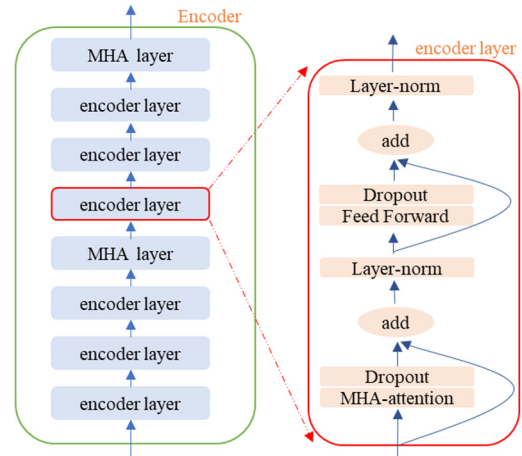 Encoder
MHA layer
encoder layer
encoder layer
encoder layer
MHA layer
encoder layer
encoder layer
encoder layer
encoder layer
Layer-norm
add
Dropout
Feed Forward
Layer-norm
add
Dropout
MHA-attention